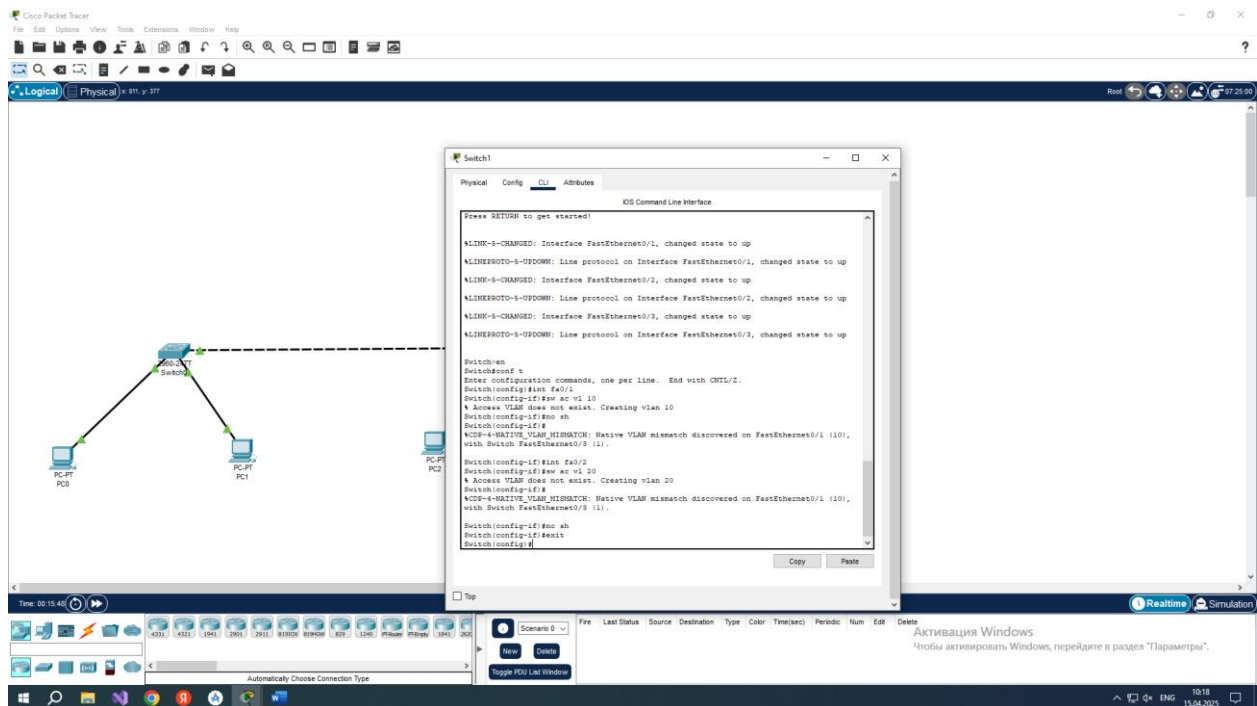 Cisco Packet Tracer
File Edit Options View Tools Extensions Window Help
?
Logical Physical x: 811, y: 377
Root 07:25:00
Switch1
Physical Config CLI Attributes
IOS Command Line Interface
Press RETURN to get started!
%LINK-5-CHANGED: Interface FastEthernet0/1, changed state to up
%LINEPROTO-5-UPDOWN: Line protocol on Interface FastEthernet0/1, changed state to up
%LINK-5-CHANGED: Interface FastEthernet0/2, changed state to up
%LINEPROTO-5-UPDOWN: Line protocol on Interface FastEthernet0/2, changed state to up
%LINK-5-CHANGED: Interface FastEthernet0/3, changed state to up
%LINEPROTO-5-UPDOWN: Line protocol on Interface FastEthernet0/3, changed state to up
Switch>en
Switch#conf t
Enter configuration commands, one per line. End with CNTL/Z.
Switch(config)#int fa0/1
Switch(config-if)#sw ac vl 10
% Access VLAN does not exist. Creating vlan 10
Switch(config-if)#no sh
Switch(config-if)#
%CDP-4-NATIVE_VLAN_MISMATCH: Native VLAN mismatch discovered on FastEthernet0/1 (10),
with Switch FastEthernet0/3 (1).
Switch(config-if)#int fa0/2
Switch(config-if)#sw ac vl 20
% Access VLAN does not exist. Creating vlan 20
Switch(config-if)#
%CDP-4-NATIVE_VLAN_MISMATCH: Native VLAN mismatch discovered on FastEthernet0/1 (10),
with Switch FastEthernet0/3 (1).
Switch(config-if)#no sh
Switch(config-if)#exit
Switch(config)#
Copy Paste
Top
2960-24TT
Switch0
PC-PT
PC0
PC-PT
PC1
PC-PT
PC2
Time: 00:15:48
Realtime Simulation
4331 4321 1941 2901 2911 819IOX 819HGW 829 1240 PT-Router PT-Empty 1841
Automatically Choose Connection Type
Scenario 0
New Delete
Toggle PDU List Window
Fire Last Status Source Destination Type Color Time(sec) Periodic Num Edit Delete
Активация Windows
Чтобы активировать Windows, перейдите в раздел "Параметры".
ENG
10:18
15.04.2025